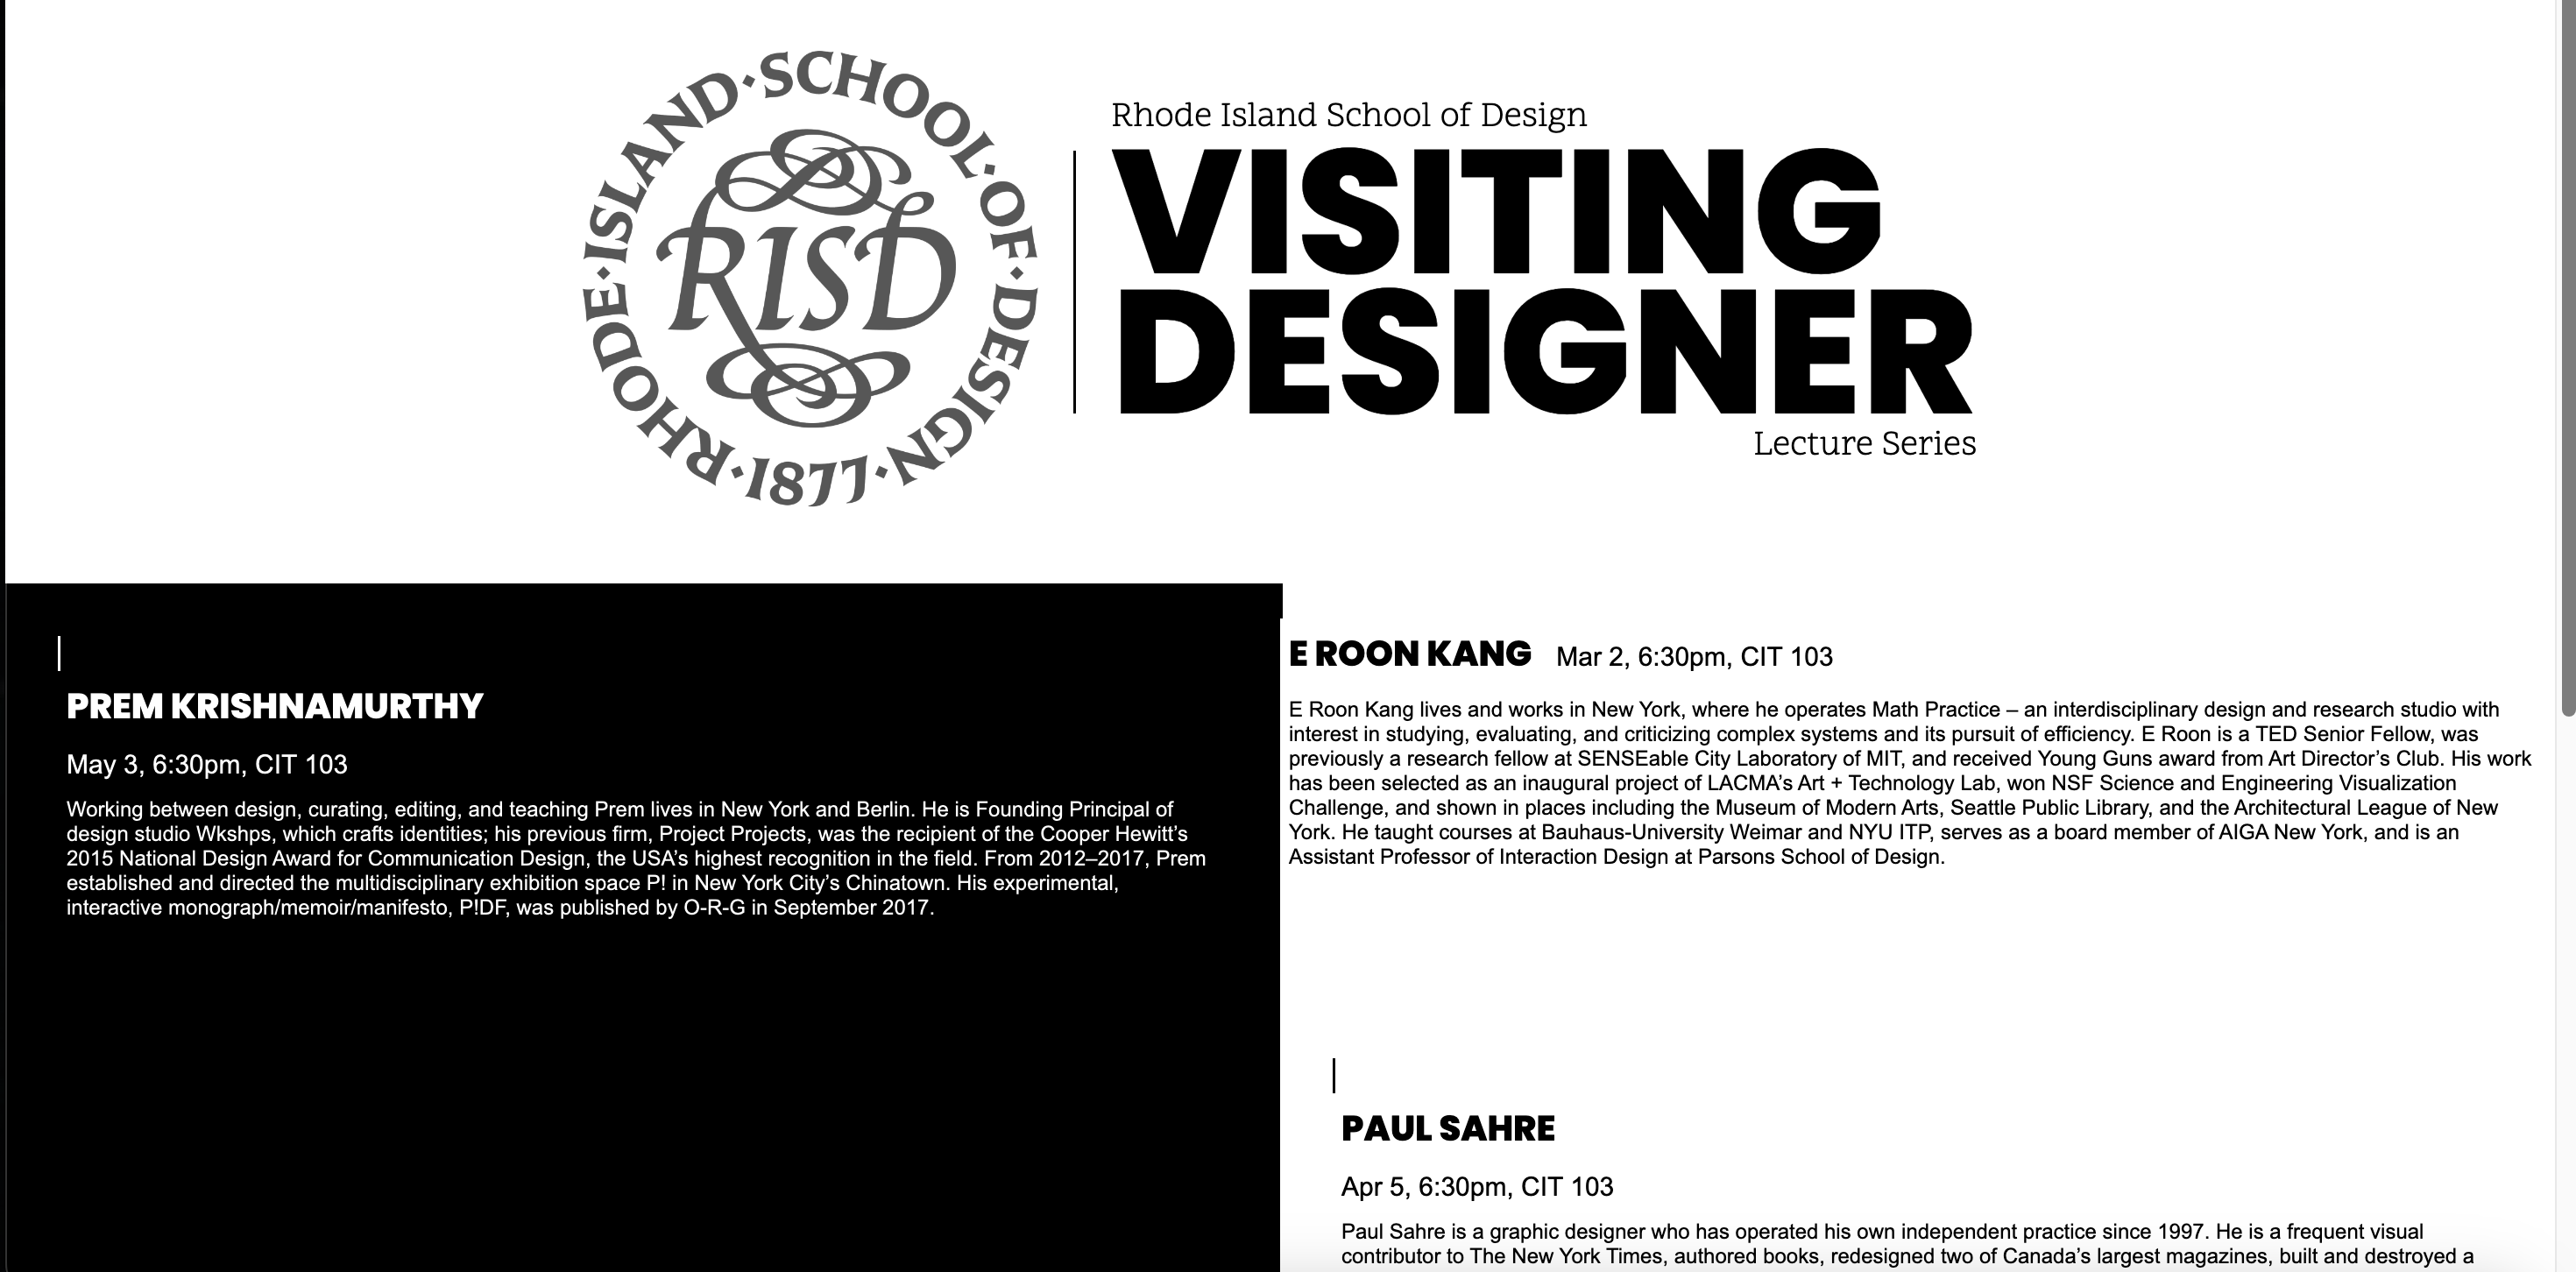 RHODE·ISLAND·SCHOOL·OF·DESIGN·1877·
RISD
Rhode Island School of Design
VISITING
DESIGNER
Lecture Series
PREM KRISHNAMURTHY
May 3, 6:30pm, CIT 103
Working between design, curating, editing, and teaching Prem lives in New York and Berlin. He is Founding Principal of
design studio Wkshps, which crafts identities; his previous firm, Project Projects, was the recipient of the Cooper Hewitt’s
2015 National Design Award for Communication Design, the USA’s highest recognition in the field. From 2012–2017, Prem
established and directed the multidisciplinary exhibition space P! in New York City’s Chinatown. His experimental,
interactive monograph/memoir/manifesto, P!DF, was published by O-R-G in September 2017.
E ROON KANG Mar 2, 6:30pm, CIT 103
E Roon Kang lives and works in New York, where he operates Math Practice – an interdisciplinary design and research studio with
interest in studying, evaluating, and criticizing complex systems and its pursuit of efficiency. E Roon is a TED Senior Fellow, was
previously a research fellow at SENSEable City Laboratory of MIT, and received Young Guns award from Art Director’s Club. His work
has been selected as an inaugural project of LACMA’s Art + Technology Lab, won NSF Science and Engineering Visualization
Challenge, and shown in places including the Museum of Modern Arts, Seattle Public Library, and the Architectural League of New
York. He taught courses at Bauhaus-University Weimar and NYU ITP, serves as a board member of AIGA New York, and is an
Assistant Professor of Interaction Design at Parsons School of Design.
PAUL SAHRE
Apr 5, 6:30pm, CIT 103
Paul Sahre is a graphic designer who has operated his own independent practice since 1997. He is a frequent visual
contributor to The New York Times, authored books, redesigned two of Canada’s largest magazines, built and destroyed a